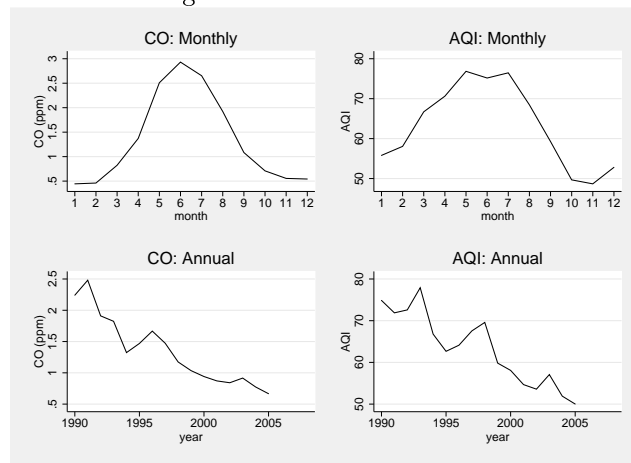 CO: Monthly
CO (ppm)
3
2.5
2
1.5
1
.5
1 2 3 4 5 6 7 8 9 10 11 12
month
AQI: Monthly
AQI
80
70
60
50
1 2 3 4 5 6 7 8 9 10 11 12
month
CO: Annual
CO (ppm)
2.5
2
1.5
1
.5
1990 1995 2000 2005
year
AQI: Annual
AQI
80
70
60
50
1990 1995 2000 2005
year